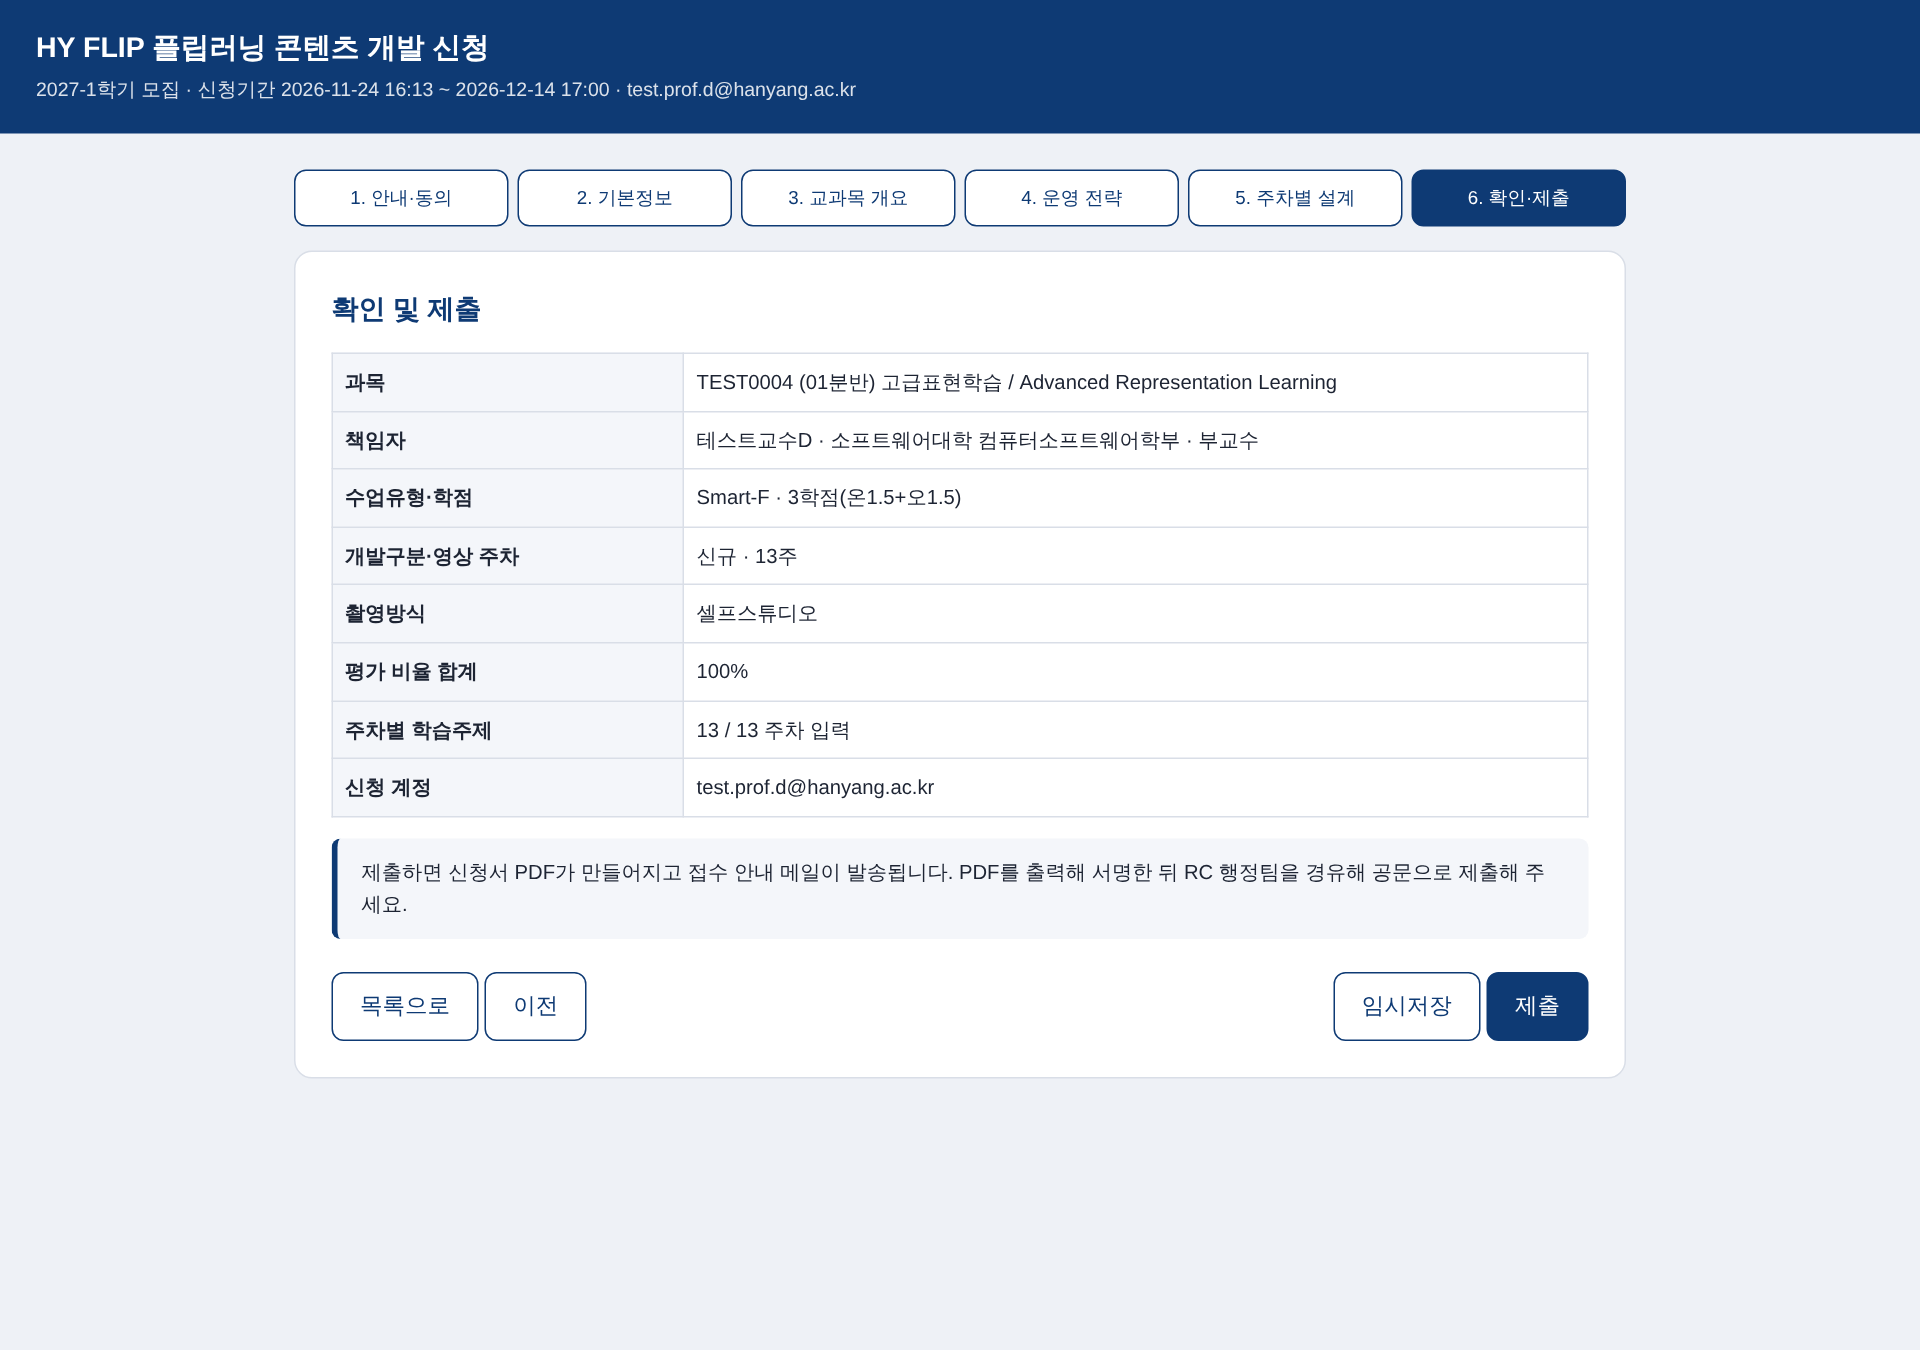 HY FLIP 플립러닝 콘텐츠 개발 신청
2027-1학기 모집 · 신청기간 2026-11-24 16:13 ~ 2026-12-14 17:00 · test.prof.d@hanyang.ac.kr
1. 안내·동의
2. 기본정보
3. 교과목 개요
4. 운영 전략
5. 주차별 설계
6. 확인·제출
확인 및 제출
과목 TEST0004 (01분반) 고급표현학습 / Advanced Representation Learning
책임자 테스트교수D · 소프트웨어대학 컴퓨터소프트웨어학부 · 부교수
수업유형·학점 Smart-F · 3학점(온1.5+오1.5)
개발구분·영상 주차 신규 · 13주
촬영방식 셀프스튜디오
평가 비율 합계 100%
주차별 학습주제 13 / 13 주차 입력
신청 계정 test.prof.d@hanyang.ac.kr
제출하면 신청서 PDF가 만들어지고 접수 안내 메일이 발송됩니다. PDF를 출력해 서명한 뒤 RC 행정팀을 경유해 공문으로 제출해 주
세요.
목록으로
이전
임시저장
제출